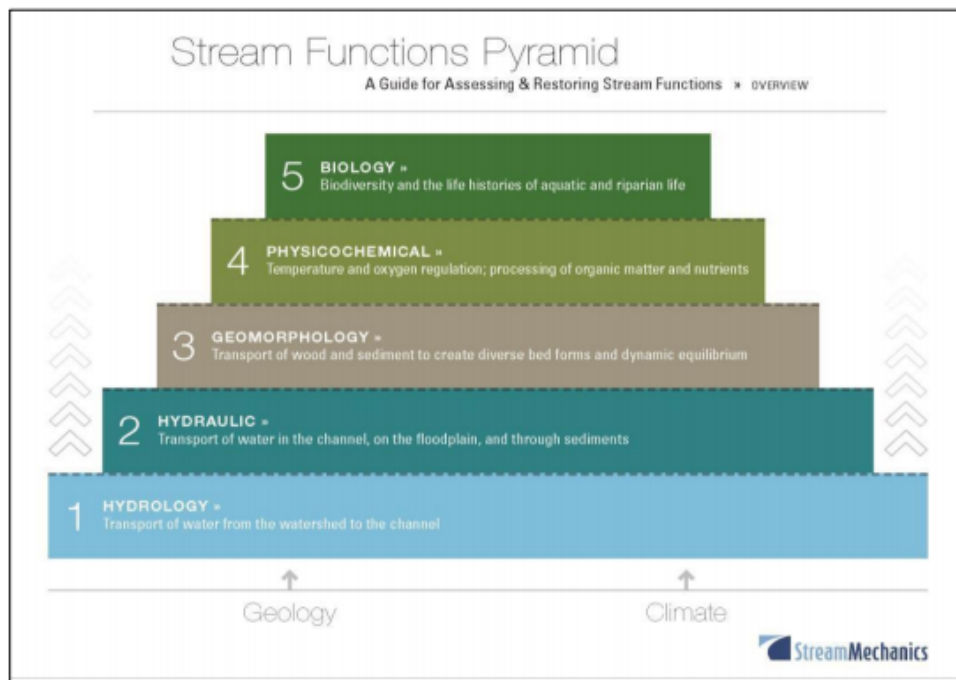 Stream Functions Pyramid
A Guide for Assessing & Restoring Stream Functions » OVERVIEW
5 BIOLOGY »
Biodiversity and the life histories of aquatic and riparian life
4 PHYSICOCHEMICAL »
Temperature and oxygen regulation; processing of organic matter and nutrients
3 GEOMORPHOLOGY »
Transport of wood and sediment to create diverse bed forms and dynamic equilibrium
2 HYDRAULIC »
Transport of water in the channel, on the floodplain, and through sediments
1 HYDROLOGY »
Transport of water from the watershed to the channel
Geology Climate
StreamMechanics